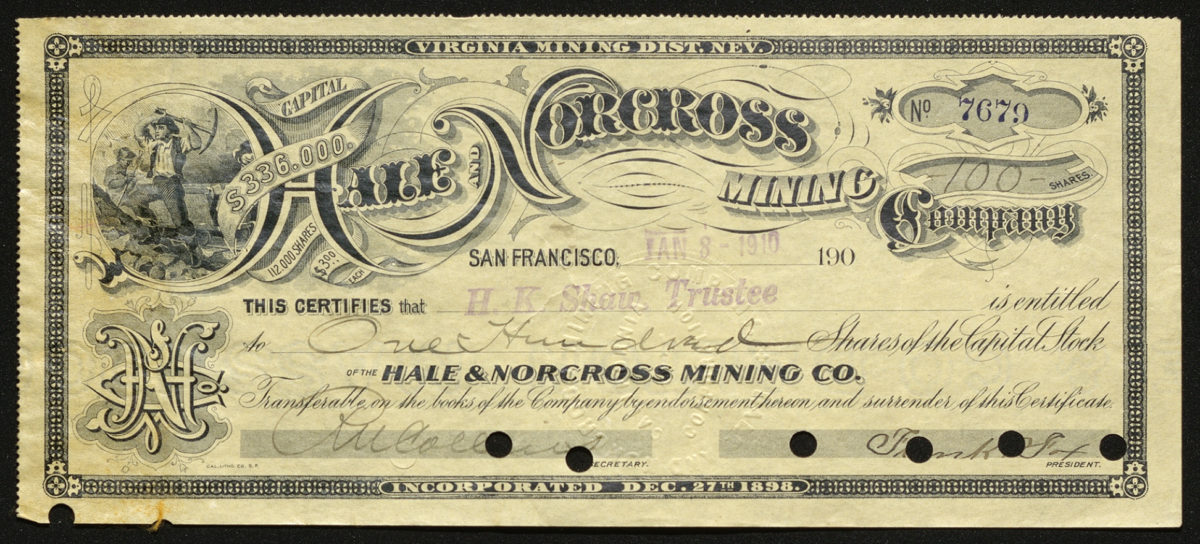 VIRGINIA MINING DIST. NEV.
CAPITAL
$336.000.
112.000 SHARES
$3.00 EACH
HALE AND NORCROSS
MINING
Company
No 7679
100 - SHARES.
SAN FRANCISCO, JAN 8 - 1910 190
THIS CERTIFIES that H. K. Shaw, Trustee is entitled
to One Hundred Shares of the Capital Stock
OF THE HALE & NORCROSS MINING CO.
Transferable on the books of the Company by endorsement hereon and surrender of this Certificate.
SECRETARY.
PRESIDENT.
CAL. LITHO. CO. S.F.
INCORPORATED DEC. 27TH 1898.